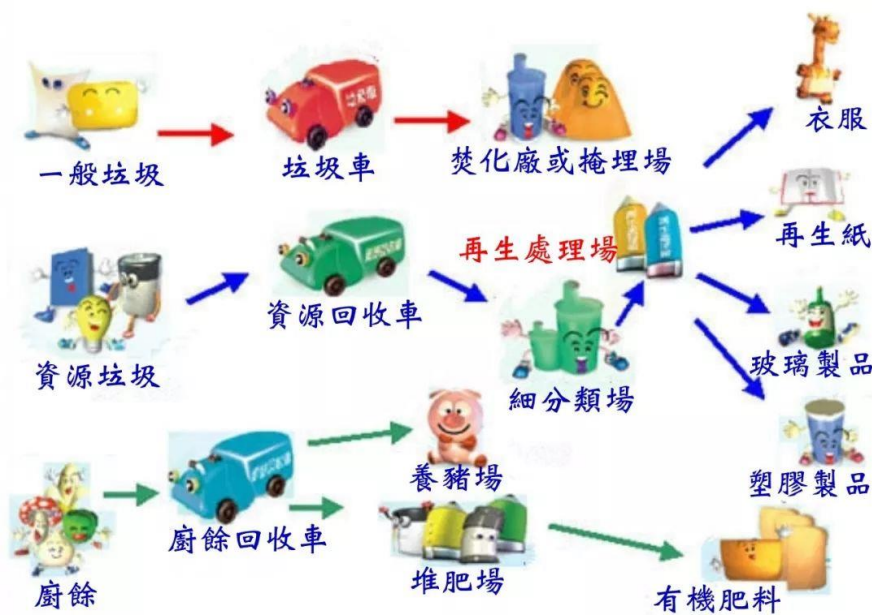 一般垃圾
垃圾車
焚化廠或掩埋場
衣服
再生紙
再生處理場
資源垃圾
資源回收車
細分類場
玻璃製品
塑膠製品
廚餘
廚餘回收車
養豬場
堆肥場
有機肥料